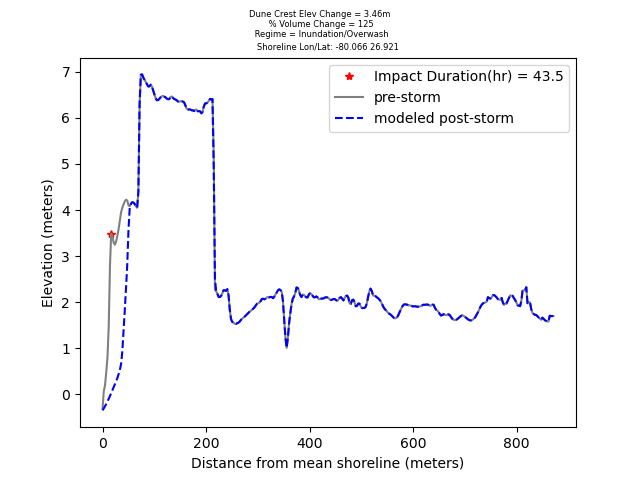 Dune Crest Elev Change = 3.46m
% Volume Change = 125
Regime = Inundation/Overwash
Shoreline Lon/Lat: -80.066 26.921
Impact Duration(hr) = 43.5
pre-storm
modeled post-storm
Elevation (meters)
7
6
5
4
3
2
1
0
0 200 400 600 800
Distance from mean shoreline (meters)